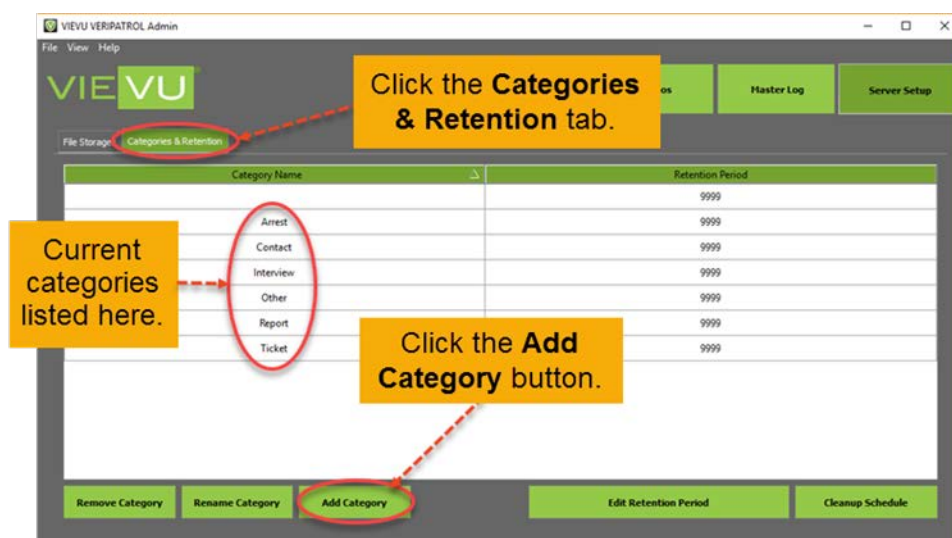 VIEVU VERIPATROL Admin
File View Help
VIEVU
Click the Categories
& Retention tab.
os
Master Log
Server Setup
File Storage
Categories & Retention
Category Name
Retention Period
9999
Arrest
9999
Contact
9999
Interview
9999
Other
9999
Report
9999
Ticket
9999
Current
categories
listed here.
Click the Add
Category button.
Remove Category
Rename Category
Add Category
Edit Retention Period
Cleanup Schedule